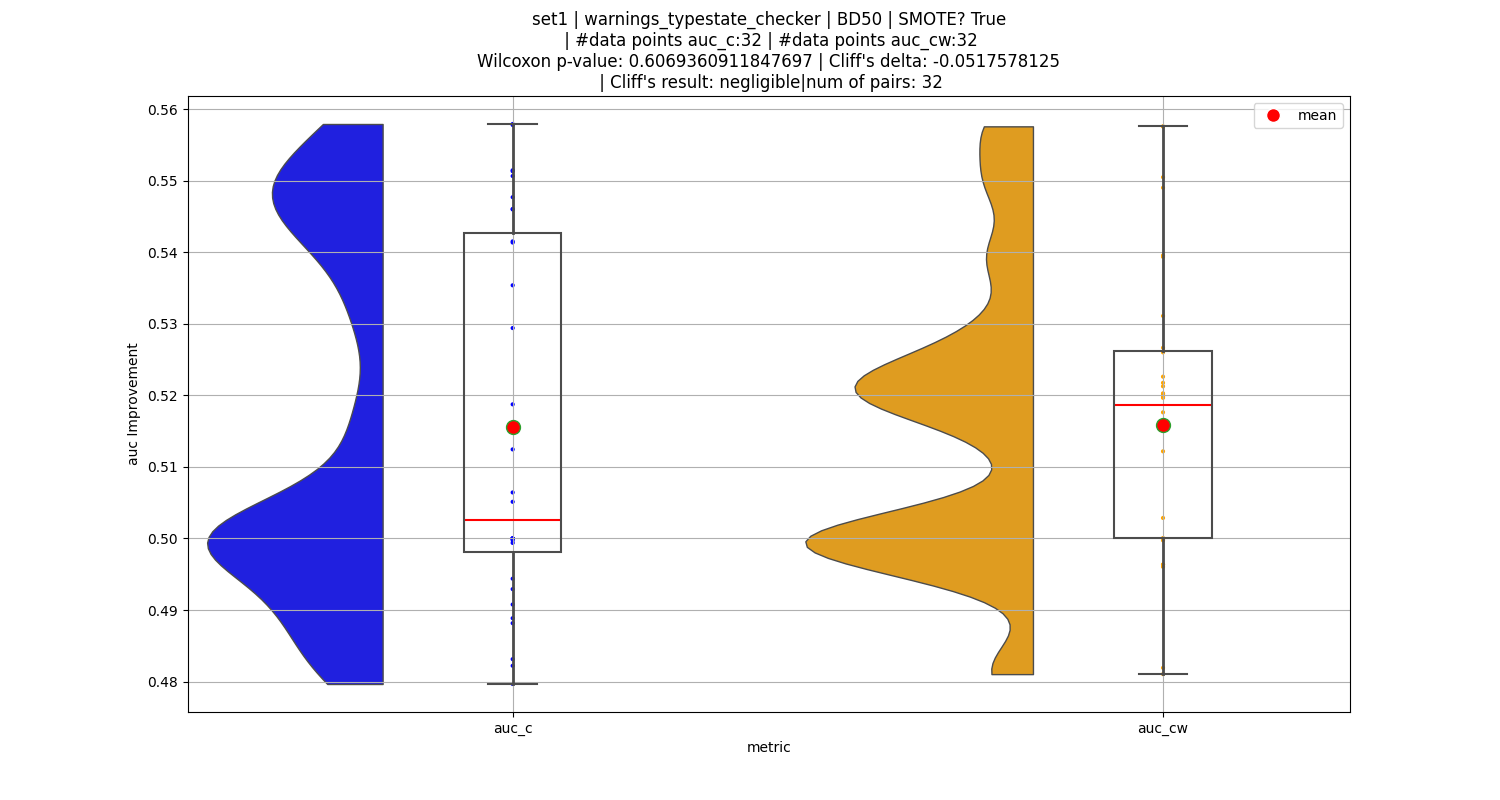 set1 | warnings_typestate_checker | BD50 | SMOTE? True
| #data points auc_c:32 | #data points auc_cw:32
Wilcoxon p-value: 0.6069360911847697 | Cliff's delta: -0.0517578125
| Cliff's result: negligible|num of pairs: 32
mean
0.56
0.55
0.54
0.53
0.52
0.51
0.50
0.49
0.48
auc Improvement
auc_c
auc_cw
metric